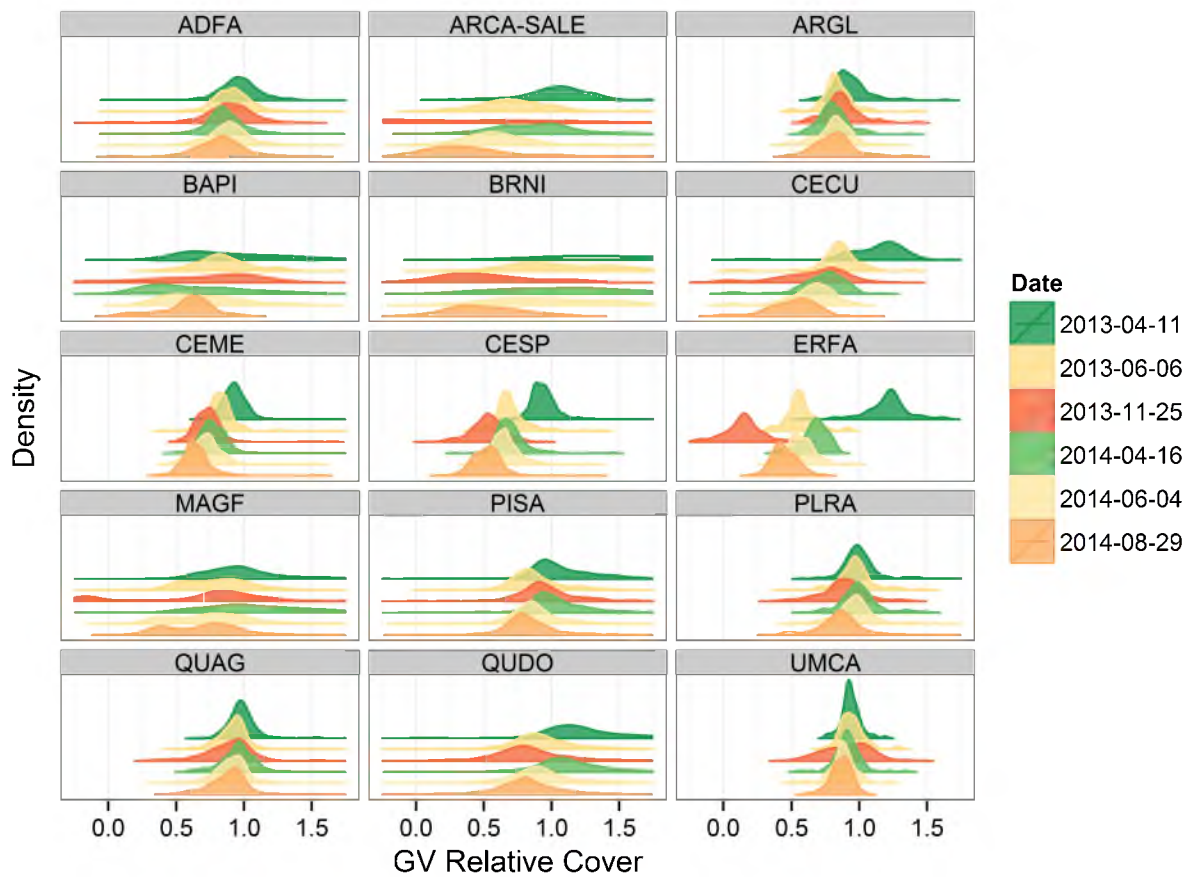 ADFA ARCA-SALE ARGL
BAPI BRNI CECU
CEME CESP ERFA
MAGF PISA PLRA
QUAG QUDO UMCA
Density
0.0 0.5 1.0 1.5 0.0 0.5 1.0 1.5 0.0 0.5 1.0 1.5
GV Relative Cover
Date
2013-04-11
2013-06-06
2013-11-25
2014-04-16
2014-06-04
2014-08-29